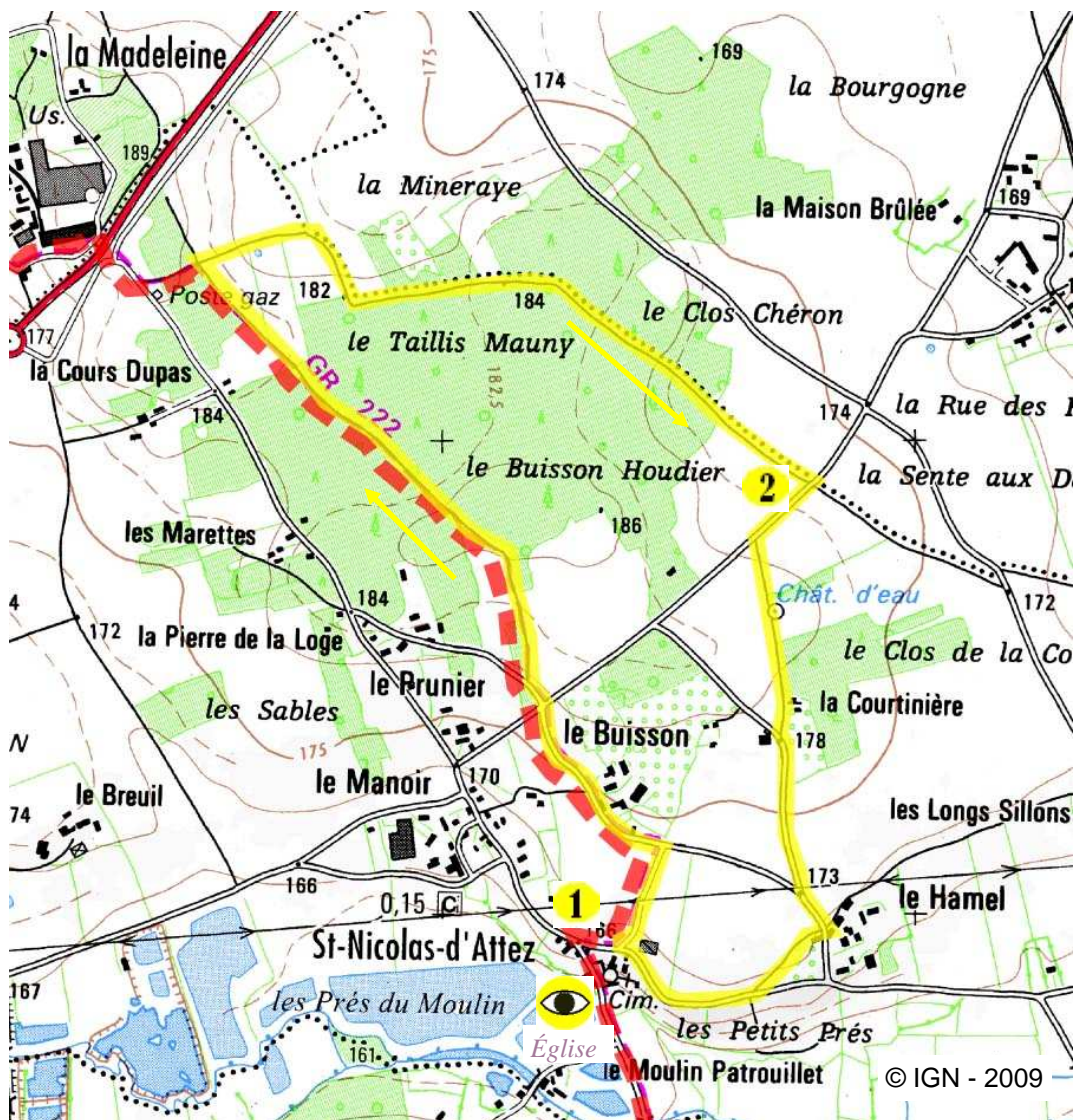 la Madeleine
169
la Bourgogne
175
174
Us.
189
la Mineraye
la Maison Brûlée
169
Poste gaz
182
184
le Clos Chéron
177
le Taillis Mauny
la Cours Dupas
GR 222
182,5
184
174
la Rue des
le Buisson Houdier
2
la Sente aux D
186
les Marettes
Chât. d'eau
184
172
4
172
la Pierre de la Loge
le Clos de la Co
le Prunier
les Sables
la Courtinière
le Buisson
178
N
175
le Manoir
170
le Breuil
les Longs Sillons
74
173
166
le Hamel
0,15 C
1
St-Nicolas-d'Attez
167
les Prés du Moulin
Cim.
les Petits Prés
Église
161
le Moulin Patrouillet
© IGN - 2009